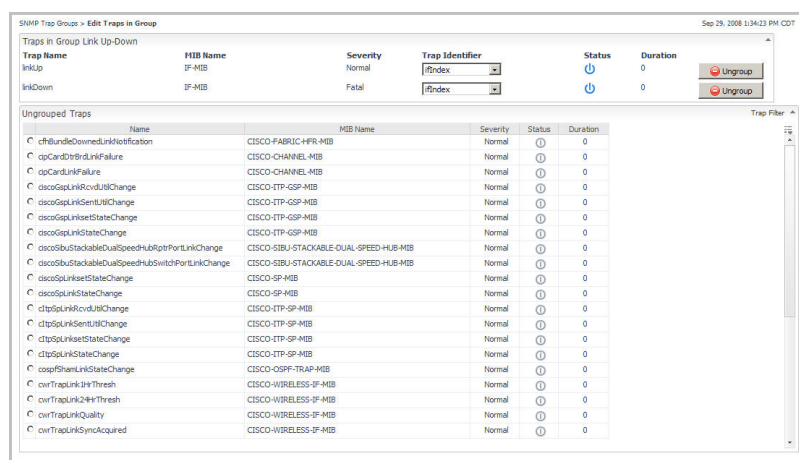 SNMP Trap Groups > Edit Traps in Group Sep 29, 2008 1:34:23 PM CDT
Traps in Group Link Up-Down
Trap Name MIB Name Severity Trap Identifier Status Duration
linkUp IF-MIB Normal ifIndex 0 Ungroup
linkDown IF-MIB Fatal ifIndex 0 Ungroup
Ungrouped Traps Trap Filter
Name MIB Name Severity Status Duration
cfhBundleDownedLinkNotification CISCO-FABRIC-HFR-MIB Normal 0
cipCardDtrBrdLinkFailure CISCO-CHANNEL-MIB Normal 0
cipCardLinkFailure CISCO-CHANNEL-MIB Normal 0
ciscoGspLinkRcvdUtilChange CISCO-ITP-GSP-MIB Normal 0
ciscoGspLinkSentUtilChange CISCO-ITP-GSP-MIB Normal 0
ciscoGspLinksetStateChange CISCO-ITP-GSP-MIB Normal 0
ciscoGspLinkStateChange CISCO-ITP-GSP-MIB Normal 0
ciscoSibuStackableDualSpeedHubRptrPortLinkChange CISCO-SIBU-STACKABLE-DUAL-SPEED-HUB-MIB Normal 0
ciscoSibuStackableDualSpeedHubSwitchPortLinkChange CISCO-SIBU-STACKABLE-DUAL-SPEED-HUB-MIB Normal 0
ciscoSpLinksetStateChange CISCO-SP-MIB Normal 0
ciscoSpLinkStateChange CISCO-SP-MIB Normal 0
cItpSpLinkRcvdUtilChange CISCO-ITP-SP-MIB Normal 0
cItpSpLinkSentUtilChange CISCO-ITP-SP-MIB Normal 0
cItpSpLinksetStateChange CISCO-ITP-SP-MIB Normal 0
cItpSpLinkStateChange CISCO-ITP-SP-MIB Normal 0
cospfShamLinkStateChange CISCO-OSPF-TRAP-MIB Normal 0
cwrTrapLink1HrThresh CISCO-WIRELESS-IF-MIB Normal 0
cwrTrapLink24HrThresh CISCO-WIRELESS-IF-MIB Normal 0
cwrTrapLinkQuality CISCO-WIRELESS-IF-MIB Normal 0
cwrTrapLinkSyncAcquired CISCO-WIRELESS-IF-MIB Normal 0